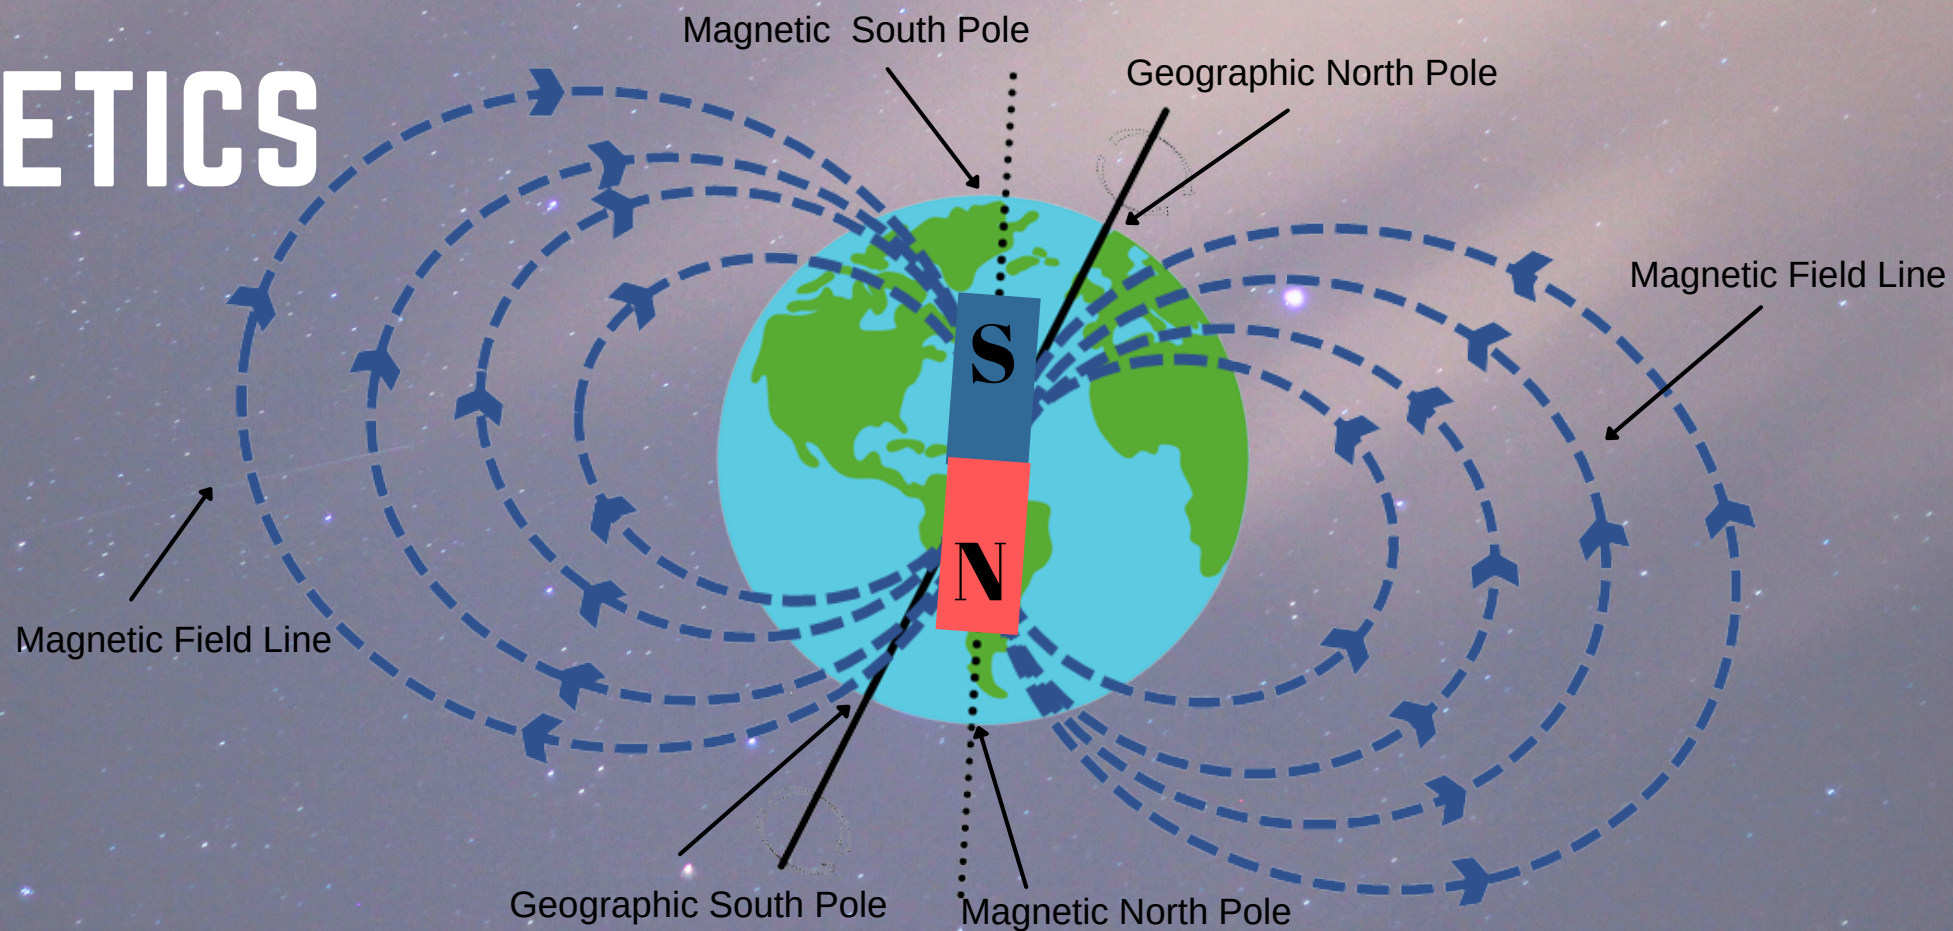 Magnetic  South Pole
Geographic North Pole
ETICS
Magnetic Field Line
S
N
Magnetic Field Line
Geographic South Pole
Magnetic North Pole